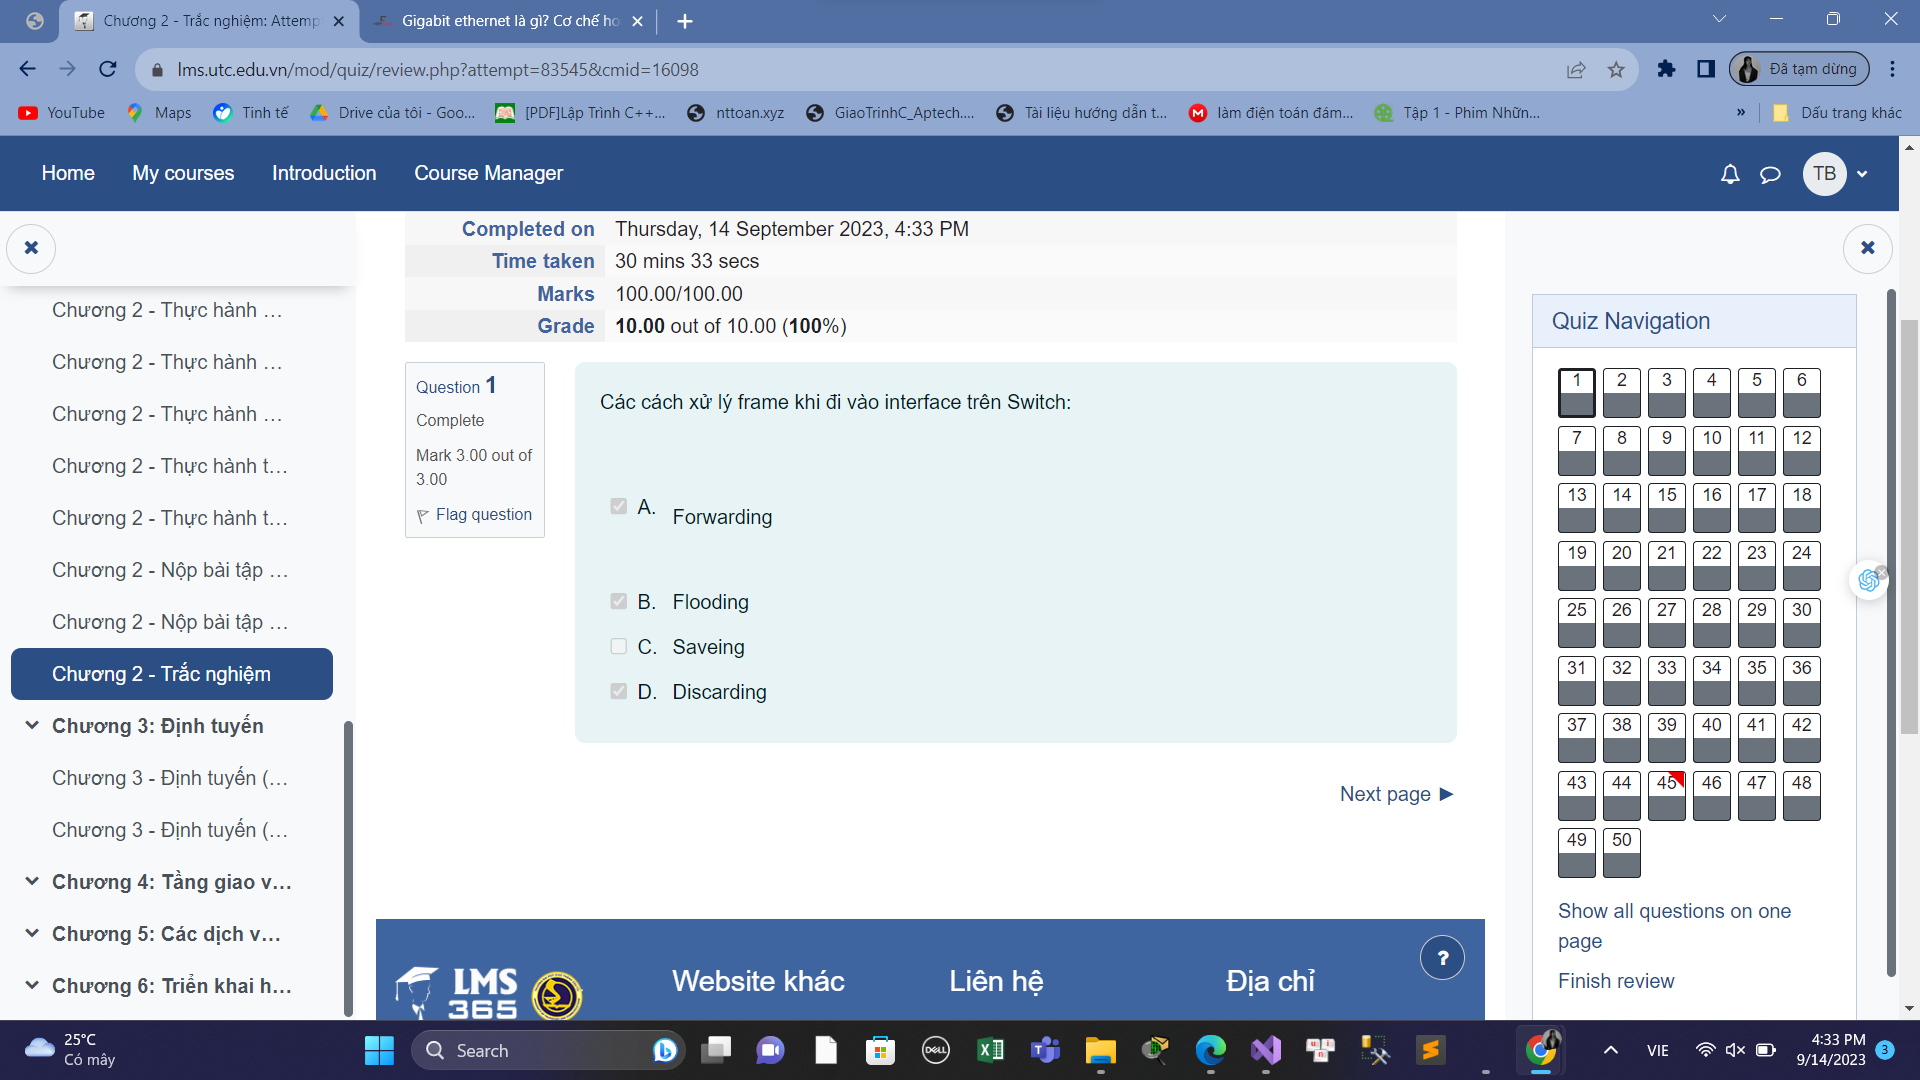 Chương 2 - Trắc nghiệm: Attemp
Gigabit ethernet là gì? Cơ chế ho
lms.utc.edu.vn/mod/quiz/review.php?attempt=83545&cmid=16098
Đã tạm dừng
YouTube
Maps
Tinh tế
Drive của tôi - Goo...
[PDF]Lập Trình C++...
nttoan.xyz
GiaoTrinhC_Aptech....
Tài liệu hướng dẫn t...
làm điện toán đám...
Tập 1 - Phim Nhữn...
»
Dấu trang khác
Home
My courses
Introduction
Course Manager
TB
Chương 2 - Thực hành ...
Chương 2 - Thực hành ...
Chương 2 - Thực hành ...
Chương 2 - Thực hành t...
Chương 2 - Thực hành t...
Chương 2 - Nộp bài tập ...
Chương 2 - Nộp bài tập ...
Chương 2 - Trắc nghiệm
Chương 3: Định tuyến
Chương 3 - Định tuyến (...
Chương 3 - Định tuyến (...
Chương 4: Tầng giao v...
Chương 5: Các dịch v...
Chương 6: Triển khai h...
Completed on Thursday, 14 September 2023, 4:33 PM
Time taken 30 mins 33 secs
Marks 100.00/100.00
Grade 10.00 out of 10.00 (100%)
Question 1
Complete
Mark 3.00 out of
3.00
Flag question
Các cách xử lý frame khi đi vào interface trên Switch:
A. Forwarding
B. Flooding
C. Saveing
D. Discarding
Next page
Quiz Navigation
1 2 3 4 5 6
7 8 9 10 11 12
13 14 15 16 17 18
19 20 21 22 23 24
25 26 27 28 29 30
31 32 33 34 35 36
37 38 39 40 41 42
43 44 45 46 47 48
49 50
Show all questions on one
page
Finish review
LMS
365
Website khác
Liên hệ
Địa chỉ
?
25°C
Có mây
Search
DELL
VIE
4:33 PM
9/14/2023
3